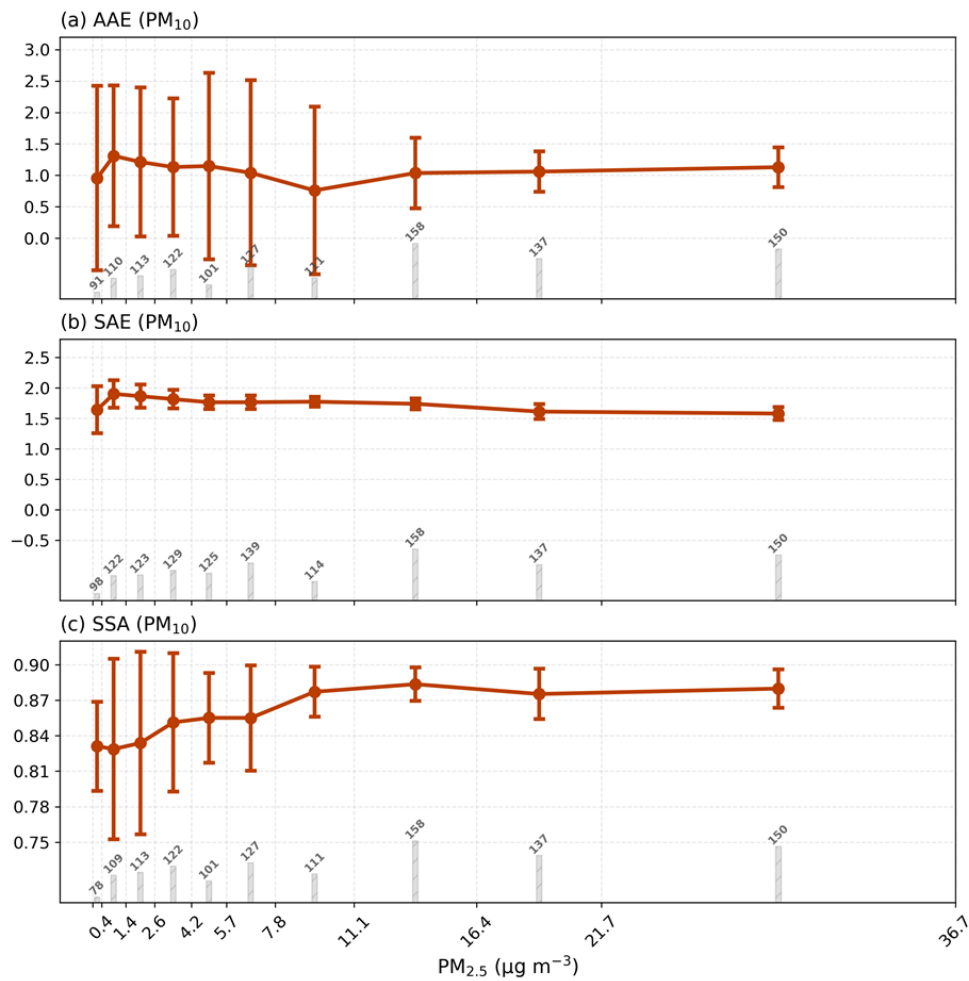 (a) AAE (PM₁₀)
3.0
2.5
2.0
1.5
1.0
0.5
0.0
91 110 113 122 101 127 111 158 137 150
(b) SAE (PM₁₀)
2.5
2.0
1.5
1.0
0.5
0.0
−0.5
98 122 123 129 125 139 114 158 137 150
(c) SSA (PM₁₀)
0.90
0.87
0.84
0.81
0.78
0.75
78 109 113 122 101 127 111 158 137 150
0.4 1.4 2.6 4.2 5.7 7.8 11.1 16.4 21.7 36.7
PM₂.₅ (µg m⁻³)